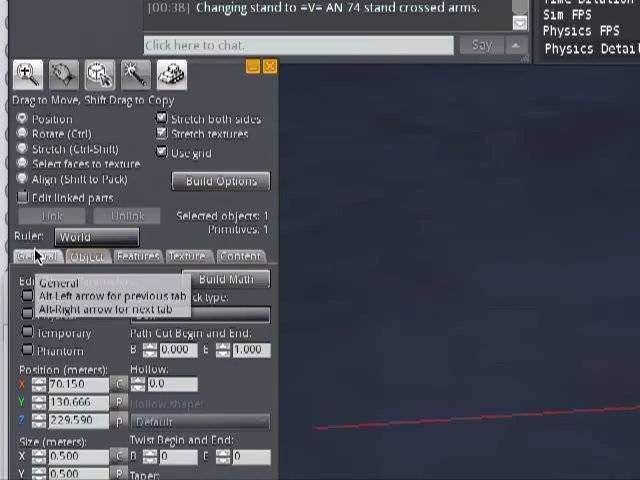 [00:38] Changing stand to =V= AN 74 stand crossed arms.
Time Dilation
Sim FPS
Physics FPS
Physics Detai
Click here to chat.
Say
Drag to Move, Shift-Drag to Copy
Position
Rotate (Ctrl)
Stretch (Ctrl-Shift)
Select faces to texture
Align (Shift to Pack)
Edit linked parts
Stretch both sides
Stretch textures
Use grid
Build Options
Link
Unlink
Selected objects: 1
Primitives: 1
Ruler:
World
General
Object
Features
Texture
Content
Build Math
General
Alt-Left arrow for previous tab
Alt-Right arrow for next tab
Temporary
Phantom
Path Cut Begin and End:
B 0.000 E 1.000
Position (meters):
X 70.150 C
Y 130.666 P
Z 229.590 p
Hollow:
0.0
Hollow shape:
Default
Size (meters):
X 0.500 C
Y 0.500 P
Twist Begin and End:
B 0 E 0
Taper: